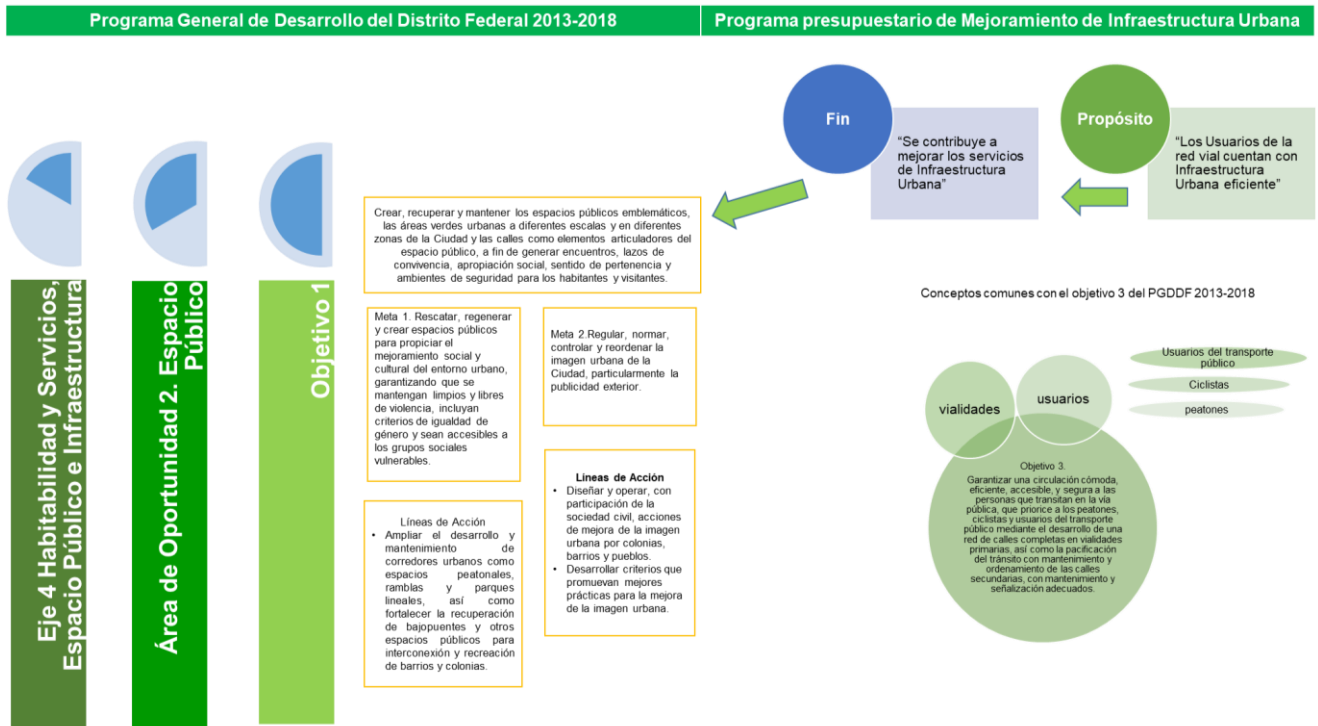 Programa General de Desarrollo del Distrito Federal 2013-2018
Programa presupuestario de Mejoramiento de Infraestructura Urbana
Eje 4 Habitabilidad y Servicios,
Espacio Público e Infraestructura
Área de Oportunidad 2. Espacio
Público
Objetivo 1
Crear, recuperar y mantener los espacios públicos emblemáticos,
las áreas verdes urbanas a diferentes escalas y en diferentes
zonas de la Ciudad y las calles como elementos articuladores del
espacio público, a fin de generar encuentros, lazos de
convivencia, apropiación social, sentido de pertenencia y
ambientes de seguridad para los habitantes y visitantes.
Meta 1. Rescatar, regenerar
y crear espacios públicos
para propiciar el
mejoramiento social y
cultural del entorno urbano,
garantizando que se
mantengan limpios y libres
de violencia, incluyan
criterios de igualdad de
género y sean accesibles a
los grupos sociales
vulnerables.
Meta 2.Regular, normar,
controlar y reordenar la
imagen urbana de la
Ciudad, particularmente la
publicidad exterior.
Líneas de Acción
• Ampliar el desarrollo y
mantenimiento de
corredores urbanos como
espacios peatonales,
ramblas y parques
lineales, así como
fortalecer la recuperación
de bajopuentes y otros
espacios públicos para
interconexión y recreación
de barrios y colonias.
Líneas de Acción
• Diseñar y operar, con
participación de la
sociedad civil, acciones
de mejora de la imagen
urbana por colonias,
barrios y pueblos.
• Desarrollar criterios que
promuevan mejores
prácticas para la mejora
de la imagen urbana.
Fin
"Se contribuye a
mejorar los servicios
de Infraestructura
Urbana"
Propósito
"Los Usuarios de la
red vial cuentan con
Infraestructura
Urbana eficiente"
Conceptos comunes con el objetivo 3 del PGDDF 2013-2018
vialidades
usuarios
Usuarios del transporte
público
Ciclistas
peatones
Objetivo 3.
Garantizar una circulación cómoda,
eficiente, accesible, y segura a las
personas que transitan en la vía
pública, que priorice a los peatones,
ciclistas y usuarios del transporte
público mediante el desarrollo de una
red de calles completas en vialidades
primarias, así como la pacificación
del tránsito con mantenimiento y
ordenamiento de las calles
secundarias, con mantenimiento y
señalización adecuados.